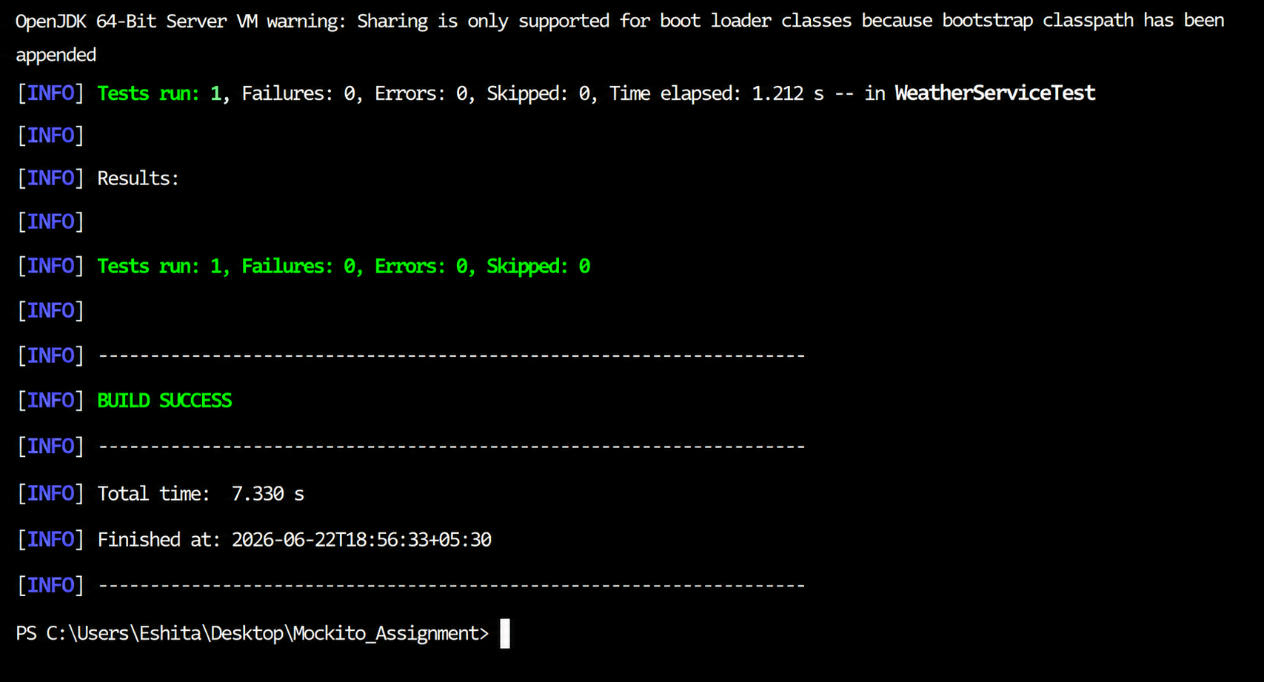 OpenJDK 64-Bit Server VM warning: Sharing is only supported for boot loader classes because bootstrap classpath has been
appended
[INFO] Tests run: 1, Failures: 0, Errors: 0, Skipped: 0, Time elapsed: 1.212 s -- in WeatherServiceTest
[INFO]
[INFO] Results:
[INFO]
[INFO] Tests run: 1, Failures: 0, Errors: 0, Skipped: 0
[INFO]
[INFO] ------------------------------------------------------------------------
[INFO] BUILD SUCCESS
[INFO] ------------------------------------------------------------------------
[INFO] Total time:  7.330 s
[INFO] Finished at: 2026-06-22T18:56:33+05:30
[INFO] ------------------------------------------------------------------------
PS C:\Users\Eshita\Desktop\Mockito_Assignment>